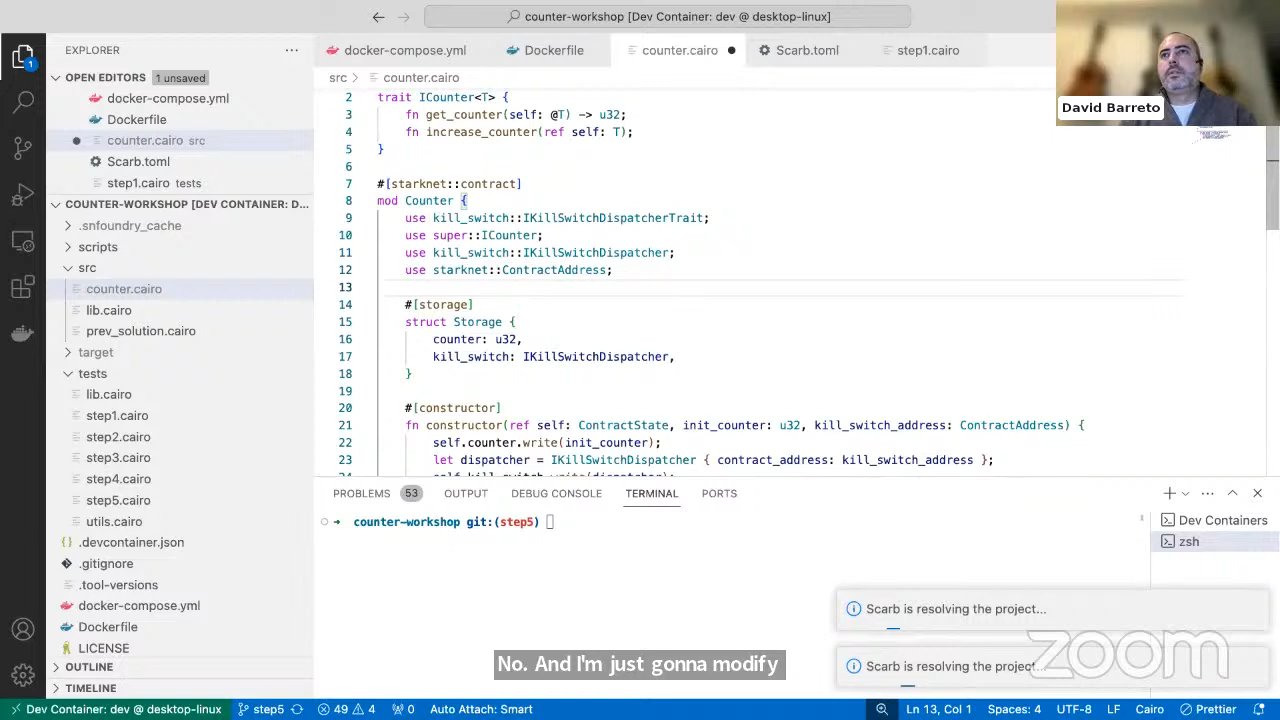 counter-workshop [Dev Container: dev @ desktop-linux]
EXPLORER
OPEN EDITORS 1 unsaved
docker-compose.yml
Dockerfile
counter.cairo src
Scarb.toml
step1.cairo tests
COUNTER-WORKSHOP [DEV CONTAINER: D...
.snfoundry_cache
scripts
src
counter.cairo
lib.cairo
prev_solution.cairo
target
tests
lib.cairo
step1.cairo
step2.cairo
step3.cairo
step4.cairo
step5.cairo
utils.cairo
.devcontainer.json
.gitignore
.tool-versions
docker-compose.yml
Dockerfile
LICENSE
OUTLINE
TIMELINE
docker-compose.yml Dockerfile counter.cairo Scarb.toml step1.cairo
src > counter.cairo
2 trait ICounter<T> {
3 fn get_counter(self: @T) -> u32;
4 fn increase_counter(ref self: T);
5 }
6
7 #[starknet::contract]
8 mod Counter {
9 use kill_switch::IKillSwitchDispatcherTrait;
10 use super::ICounter;
11 use kill_switch::IKillSwitchDispatcher;
12 use starknet::ContractAddress;
13
14 #[storage]
15 struct Storage {
16 counter: u32,
17 kill_switch: IKillSwitchDispatcher,
18 }
19
20 #[constructor]
21 fn constructor(ref self: ContractState, init_counter: u32, kill_switch_address: ContractAddress) {
22 self.counter.write(init_counter);
23 let dispatcher = IKillSwitchDispatcher { contract_address: kill_switch_address };
David Barreto
PROBLEMS 53 OUTPUT DEBUG CONSOLE TERMINAL PORTS
counter-workshop git:(step5)
Dev Containers
zsh
Scarb is resolving the project...
Scarb is resolving the project...
zoom
No. And I'm just gonna modify
Dev Container: dev @ desktop-linux step5 49 4 0 Auto Attach: Smart Ln 13, Col 1 Spaces: 4 UTF-8 LF Cairo Prettier